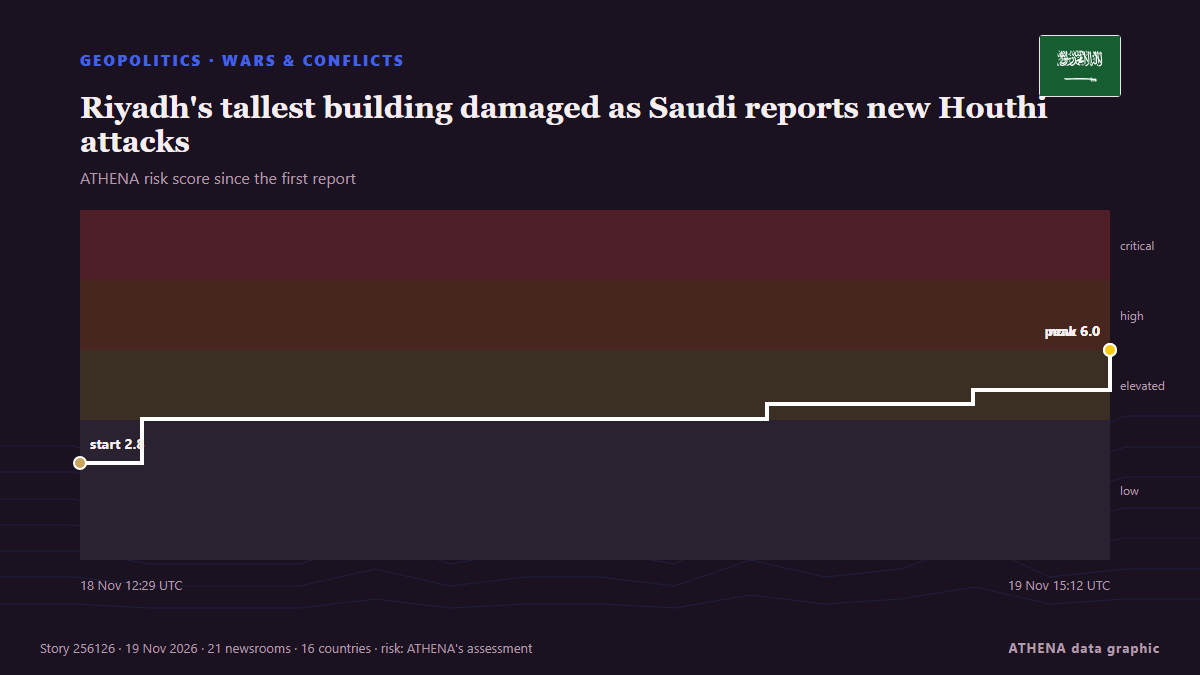 GEOPOLITICS · WARS & CONFLICTS
Riyadh's tallest building damaged as Saudi reports new Houthi
attacks
ATHENA risk score since the first report
critical
peak 6.0
high
elevated
start 2.8
low
18 Nov 12:29 UTC
19 Nov 15:12 UTC
Story 256126 · 19 Nov 2026 · 21 newsrooms · 16 countries · risk: ATHENA's assessment
ATHENA data graphic